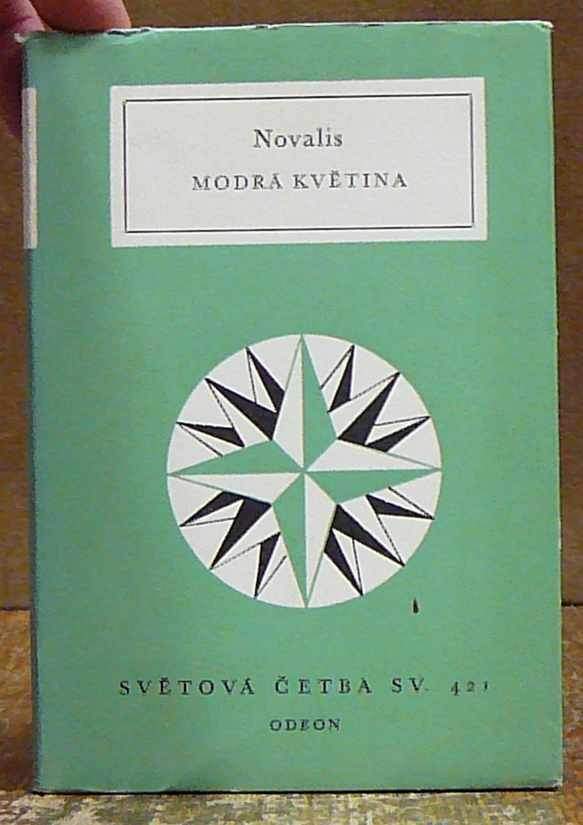 Novalis
MODRÁ KVĚTINA
SVĚTOVÁ ČETBA SV. 421
ODEON